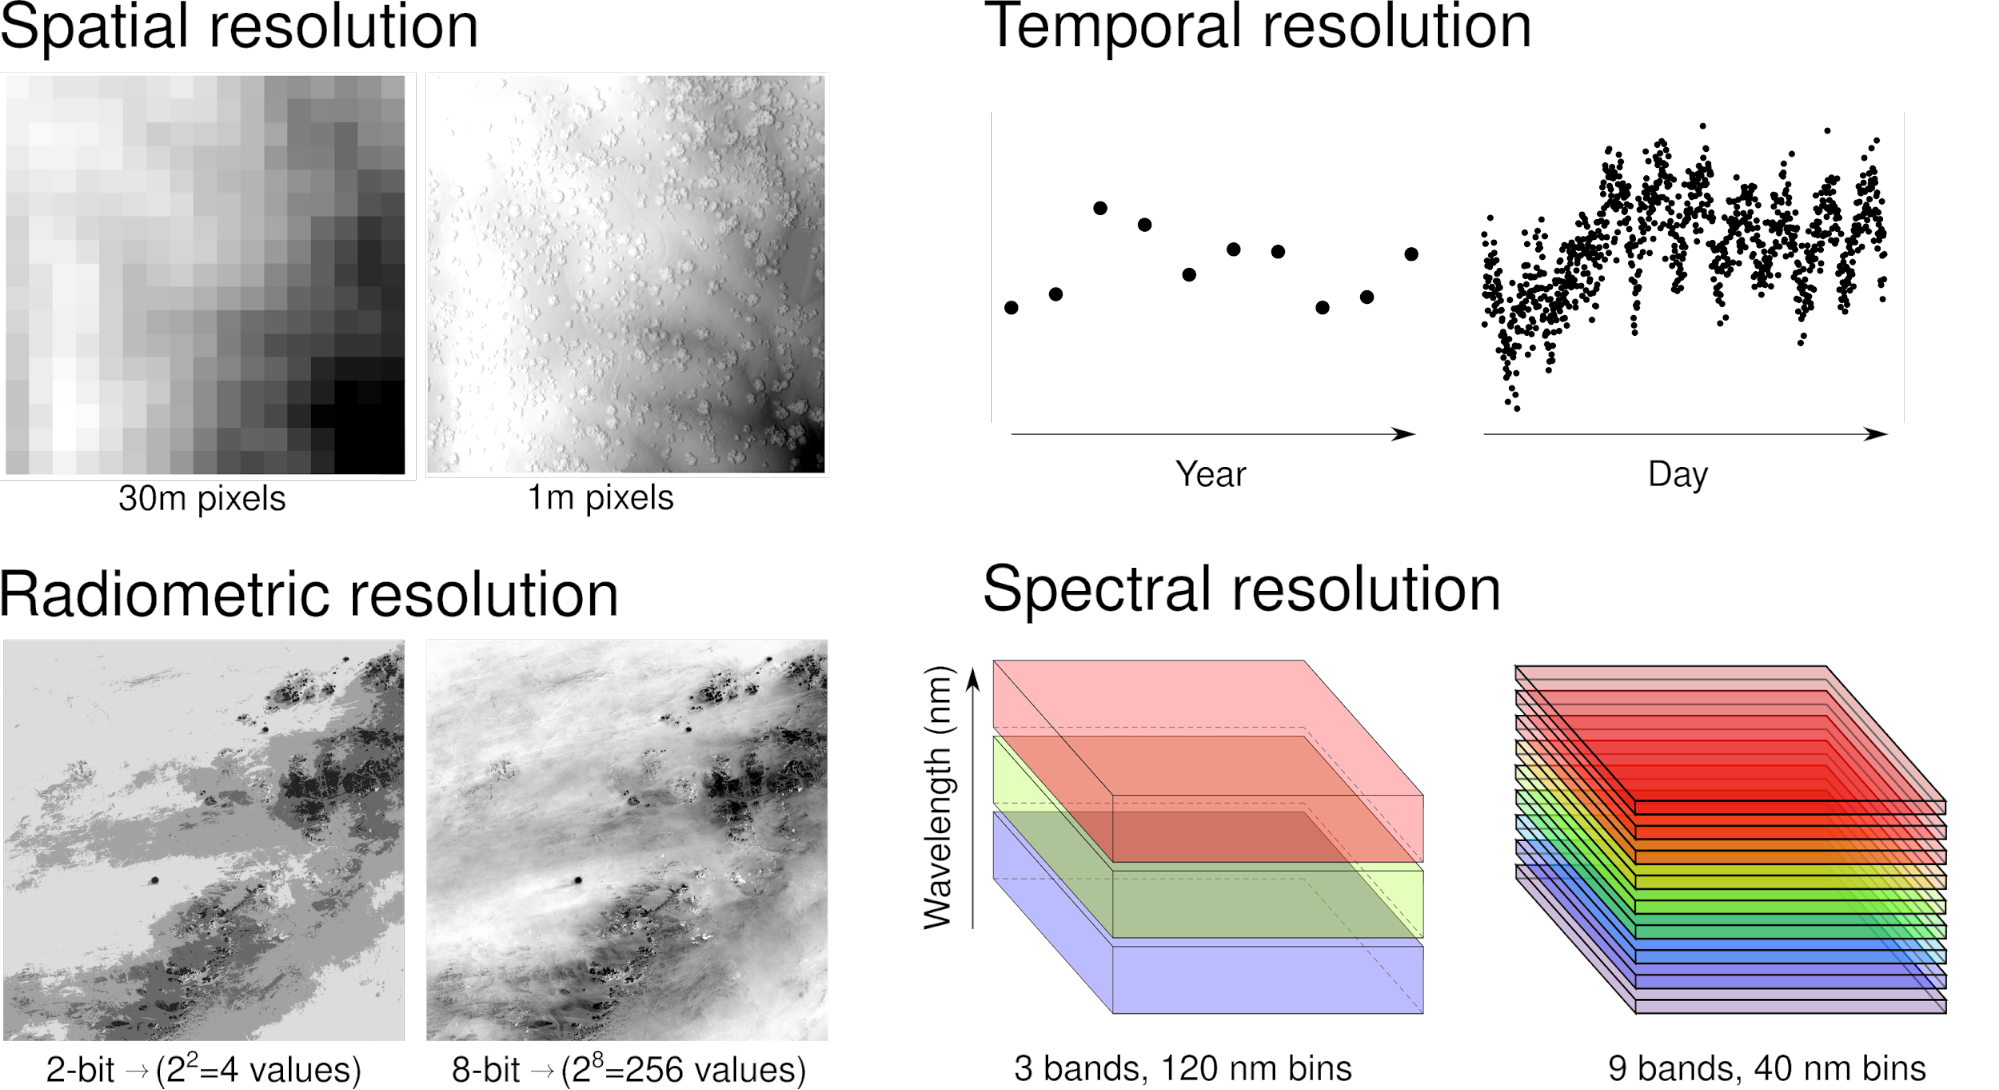 Spatial resolution
30m pixels
1m pixels
Temporal resolution
Year
Day
Radiometric resolution
2-bit → (2²=4 values)
8-bit → (2⁸=256 values)
Spectral resolution
Wavelength (nm)
3 bands, 120 nm bins
9 bands, 40 nm bins